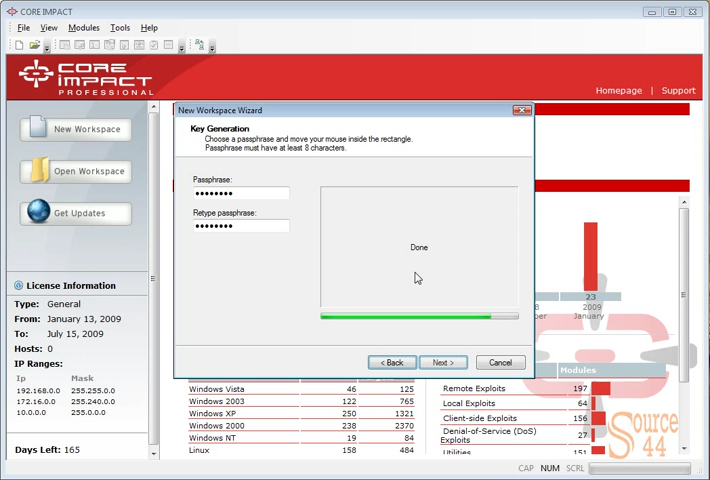 CORE IMPACT
File View Modules Tools Help
CORE IMPACT
PROFESSIONAL
Homepage | Support
New Workspace
Open Workspace
Get Updates
License Information
Type: General
From: January 13, 2009
To: July 15, 2009
Hosts: 0
IP Ranges:
Ip Mask
192.168.0.0 255.255.0.0
172.16.0.0 255.240.0.0
10.0.0.0 255.0.0.0
Days Left: 165
New Workspace Wizard
Key Generation
Choose a passphrase and move your mouse inside the rectangle.
Passphrase must have at least 8 characters.
Passphrase:
●●●●●●●●
Retype passphrase:
●●●●●●●●
Done
< Back Next > Cancel
8 23
ber 2009
January
Windows Vista 46 125
Windows 2003 122 765
Windows XP 250 1321
Windows 2000 238 2370
Windows NT 19 84
Linux 158 484
Modules
Remote Exploits 197
Local Exploits 64
Client-side Exploits 156
Denial-of-Service (DoS) Exploits 27
Utilities 151
Source
44
CAP NUM SCRL